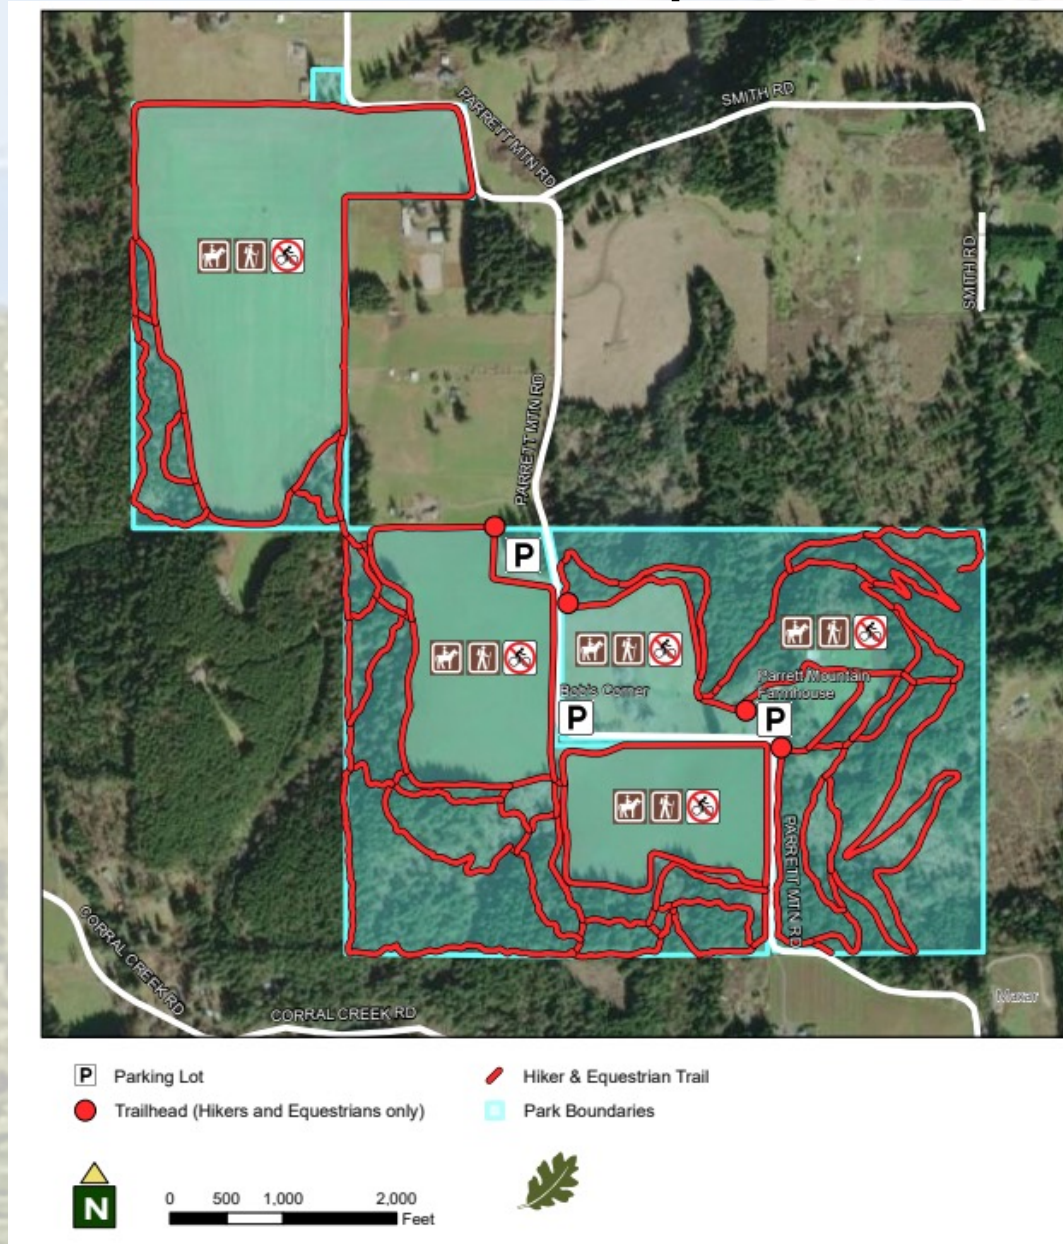 PARRETT MTN RD
SMITH RD
SMITH RD
PARRETT MTN RD
P
Parrett Mountain
Farmhouse
Bob's Corner
P
P
PARRETT MTN RD
CORRAL CREEK RD
CORRAL CREEK RD
Maxar
P Parking Lot
Hiker & Equestrian Trail
Trailhead (Hikers and Equestrians only)
Park Boundaries
N
0 500 1,000 2,000
Feet